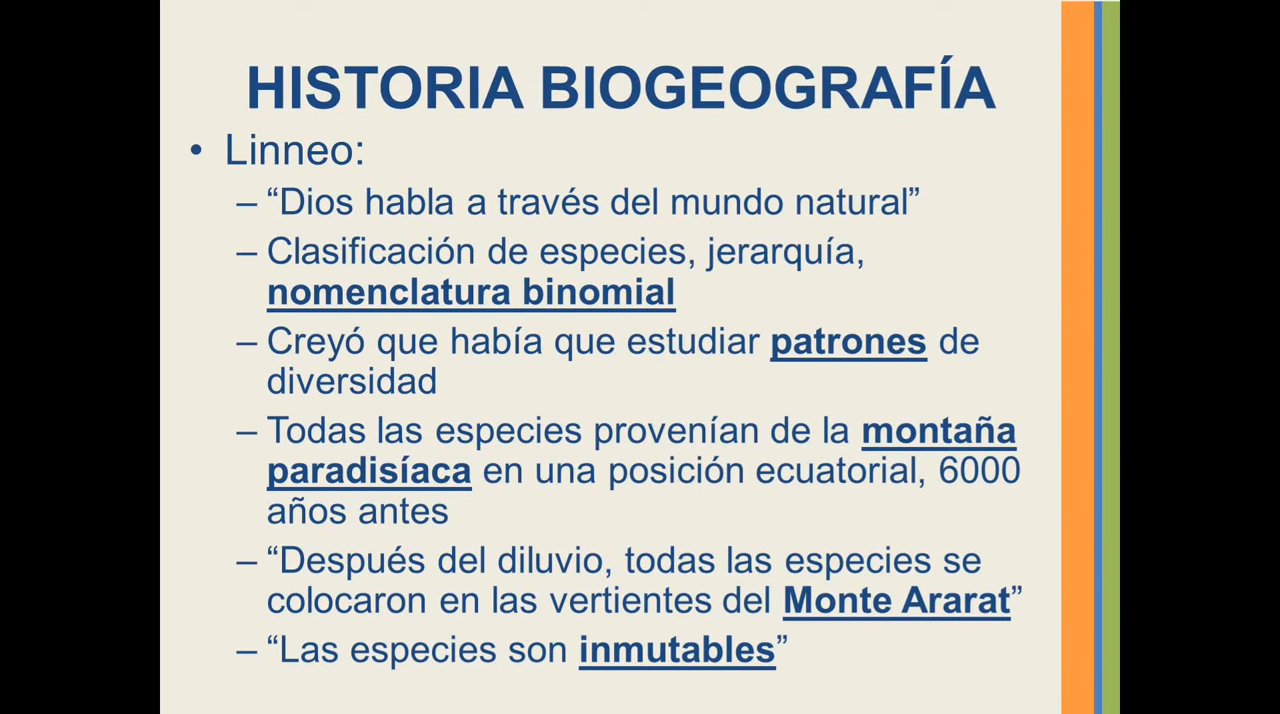 HISTORIA BIOGEOGRAFÍA
• Linneo:
– “Dios habla a través del mundo natural”
– Clasificación de especies, jerarquía,
nomenclatura binomial
– Creyó que había que estudiar patrones de
diversidad
– Todas las especies provenían de la montaña
paradisíaca en una posición ecuatorial, 6000
años antes
– “Después del diluvio, todas las especies se
colocaron en las vertientes del Monte Ararat”
– “Las especies son inmutables”